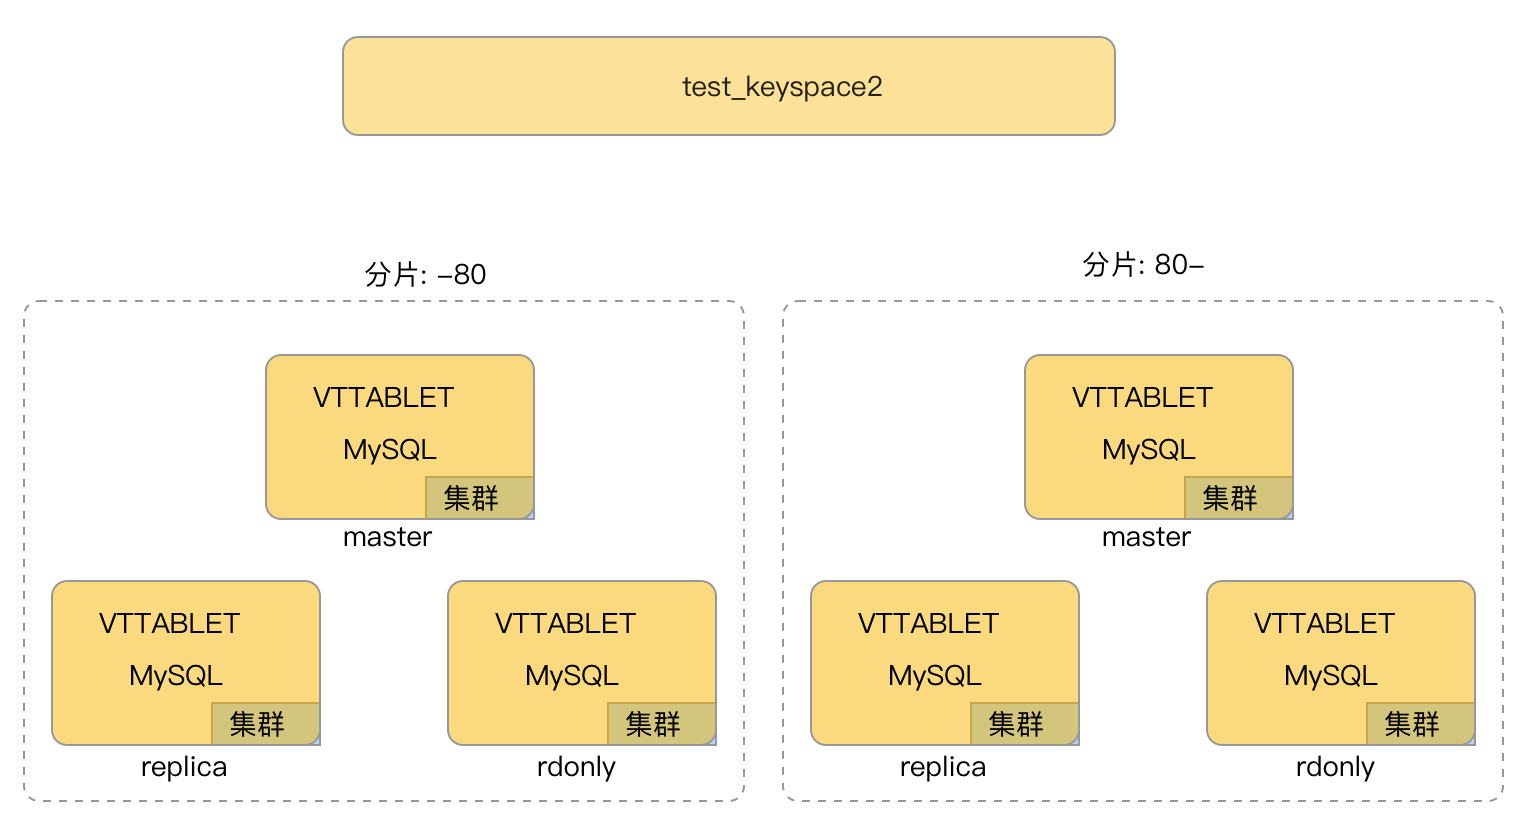 test_keyspace2
分片: -80
分片: 80-
VTTABLET
MySQL
集群
master
VTTABLET
MySQL
集群
master
VTTABLET
MySQL
集群
replica
VTTABLET
MySQL
集群
rdonly
VTTABLET
MySQL
集群
replica
VTTABLET
MySQL
集群
rdonly